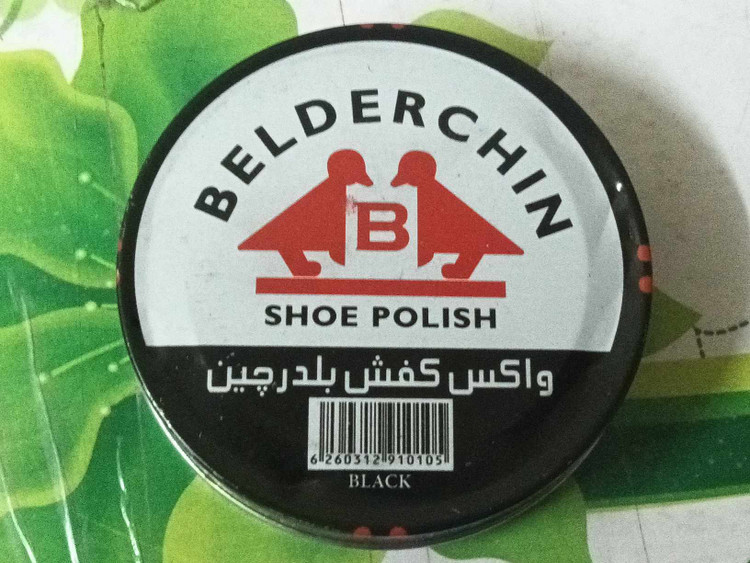 BELDERCHIN
B
SHOE POLISH
واکس کفش بلدرچین
6 260312 910105
BLACK